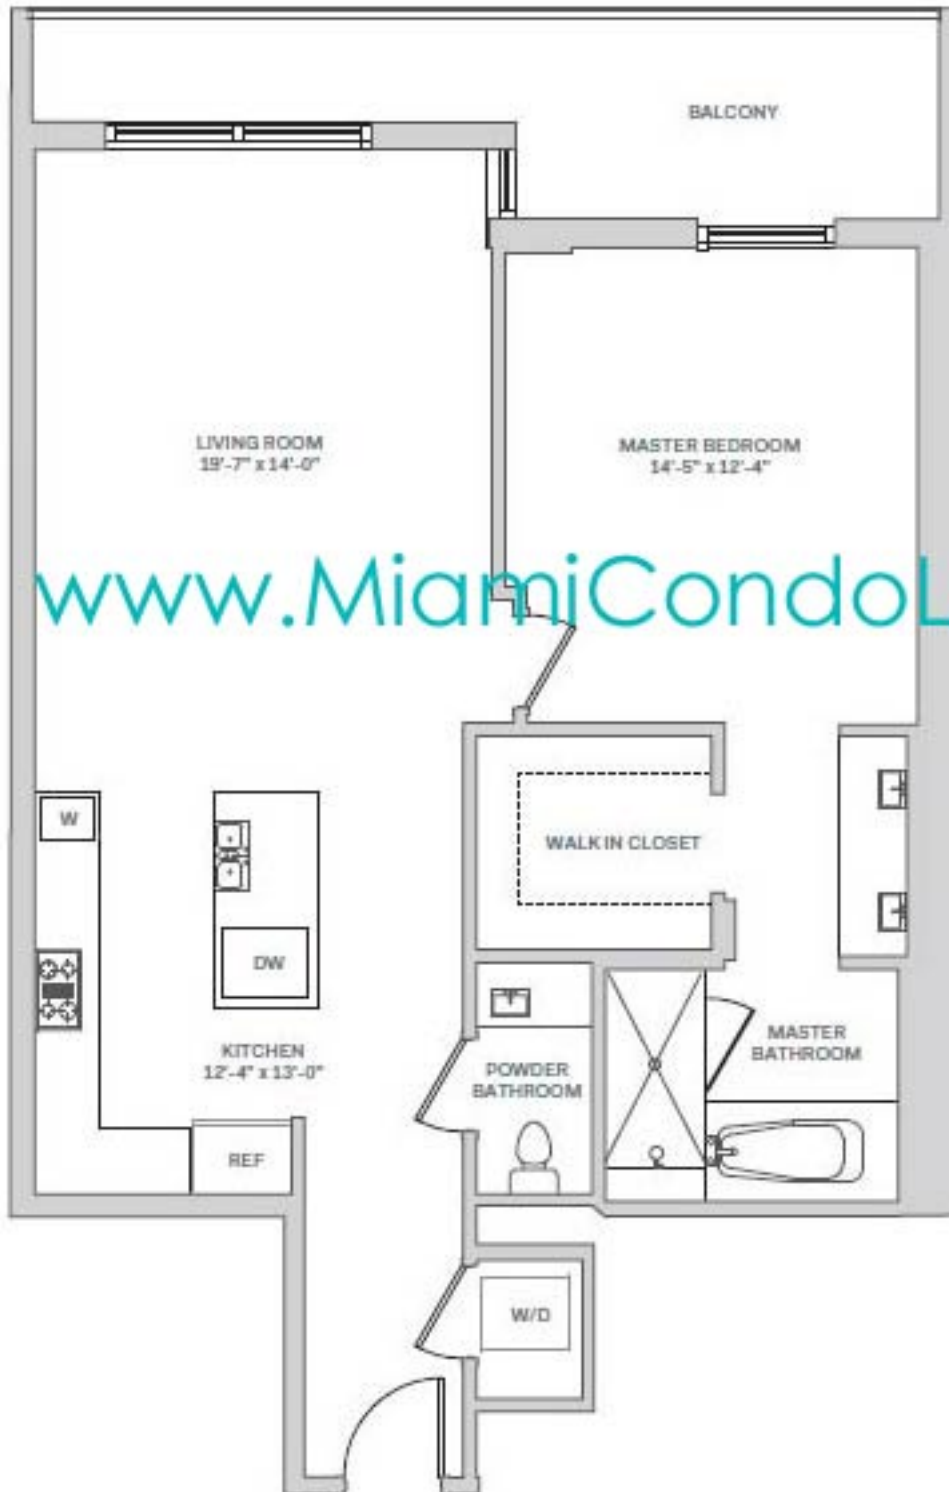 BALCONY
LIVING ROOM
19'-7" x 14'-0"
MASTER BEDROOM
14'-5" x 12'-4"
www.MiamiCondoL
W
WALK IN CLOSET
DW
KITCHEN
12'-4" x 13'-0"
MASTER
BATHROOM
POWDER
BATHROOM
REF
W/D